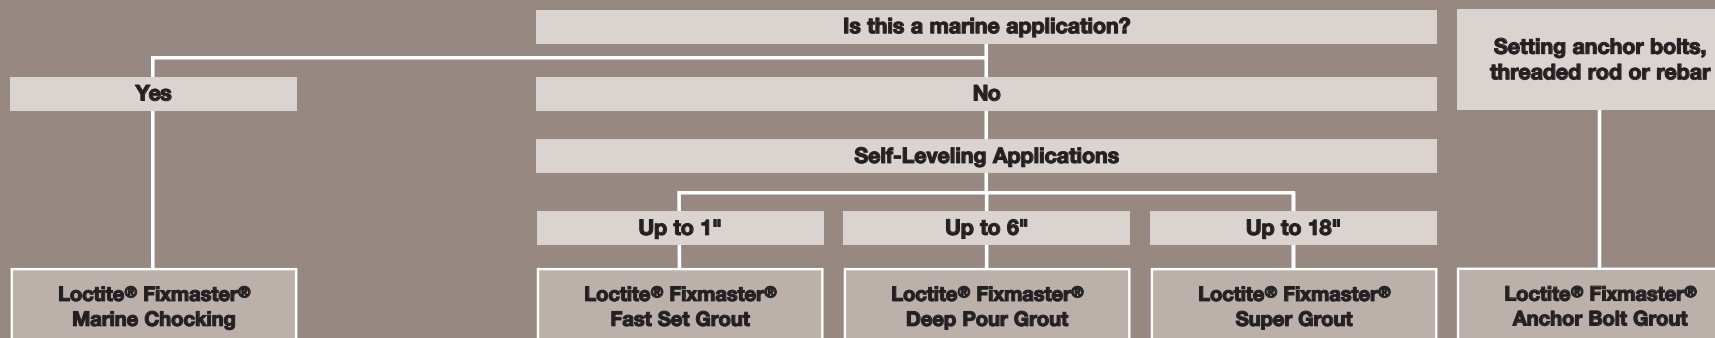 Is this a marine application?
Setting anchor bolts,
threaded rod or rebar
Yes
No
Self-Leveling Applications
Up to 1"
Up to 6"
Up to 18"
Loctite® Fixmaster®
Marine Chocking
Loctite® Fixmaster®
Fast Set Grout
Loctite® Fixmaster®
Deep Pour Grout
Loctite® Fixmaster®
Super Grout
Loctite® Fixmaster®
Anchor Bolt Grout